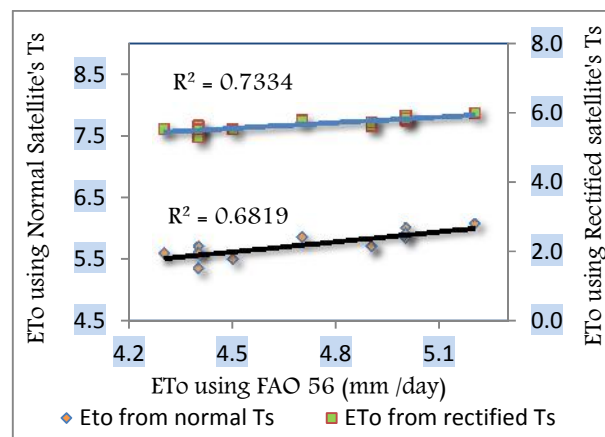 ETo using Normal Satellite's Ts
8.5
7.5
6.5
5.5
4.5
R² = 0.7334
R² = 0.6819
8.0
6.0
4.0
2.0
0.0
ETo using Rectified satellite's Ts
4.2 4.5 4.8 5.1
ETo using FAO 56 (mm /day)
Eto from normal Ts ETo from rectified Ts